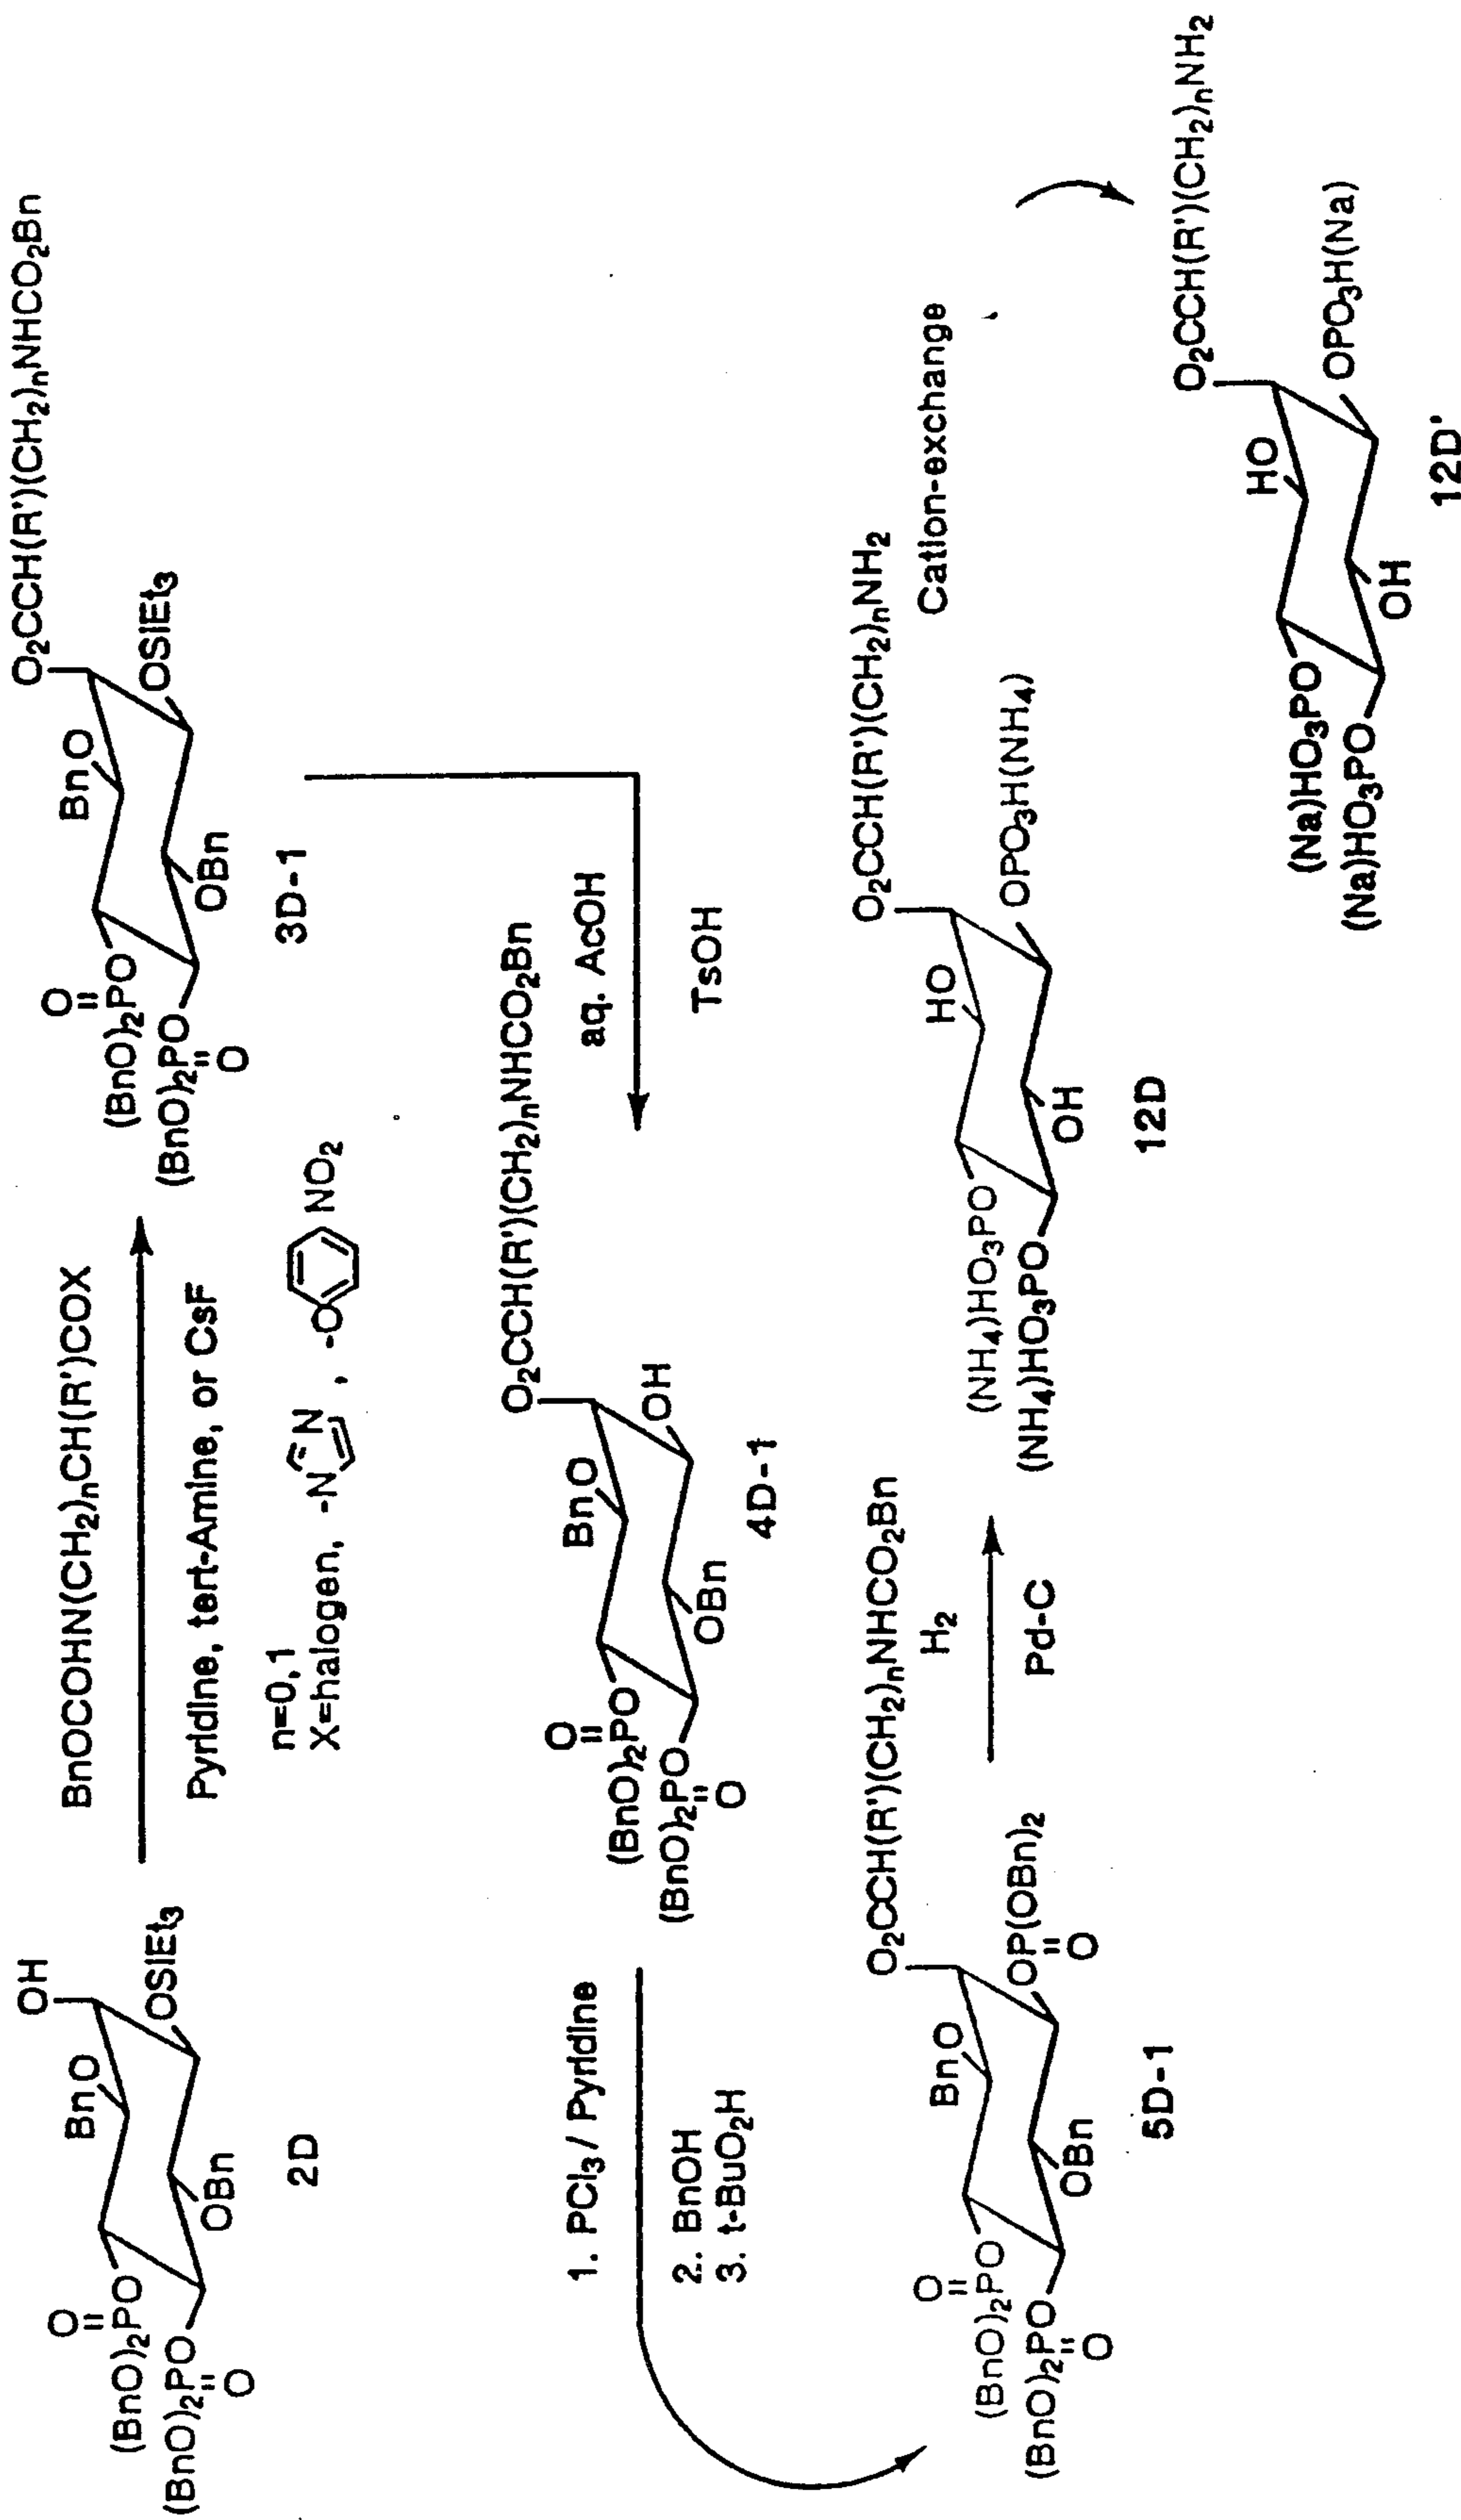 OH
BnO
OSiEt₃
OBn
O
(BnO)₂PO
(BnO)₂PO
O
2D
BnOCOHN(CH₂)ₙCH(R')COX
Pyridine, tert-Amine, or CsF
n=0,1
X=halogen, -N N , -O NO₂
O₂CCH(R')(CH₂)ₙNHCO₂Bn
BnO
OSiEt₃
OBn
O
(BnO)₂PO
(BnO)₂PO
O
3D-1
aq. AcOH
TsOH
O₂CCH(R')(CH₂)ₙNHCO₂Bn
BnO
OH
OBn
O
(BnO)₂PO
(BnO)₂PO
O
4D-1
1. PCl₃/ Pyridine
2. BnOH
3. t-BuO₂H
O₂CCH(R')(CH₂)ₙNHCO₂Bn
BnO
OP(OBn)₂
O
OBn
O
(BnO)₂PO
(BnO)₂PO
O
5D-1
H₂
Pd-C
O₂CCH(R')(CH₂)ₙNH₂
HO
OPO₃H(NH₄)
OH
(NH₄)HO₃PO
(NH₄)HO₃PO
12D
Cation-exchange
O₂CCH(R')(CH₂)ₙNH₂
HO
OPO₃H(Na)
OH
(Na)HO₃PO
(Na)HO₃PO
12D'